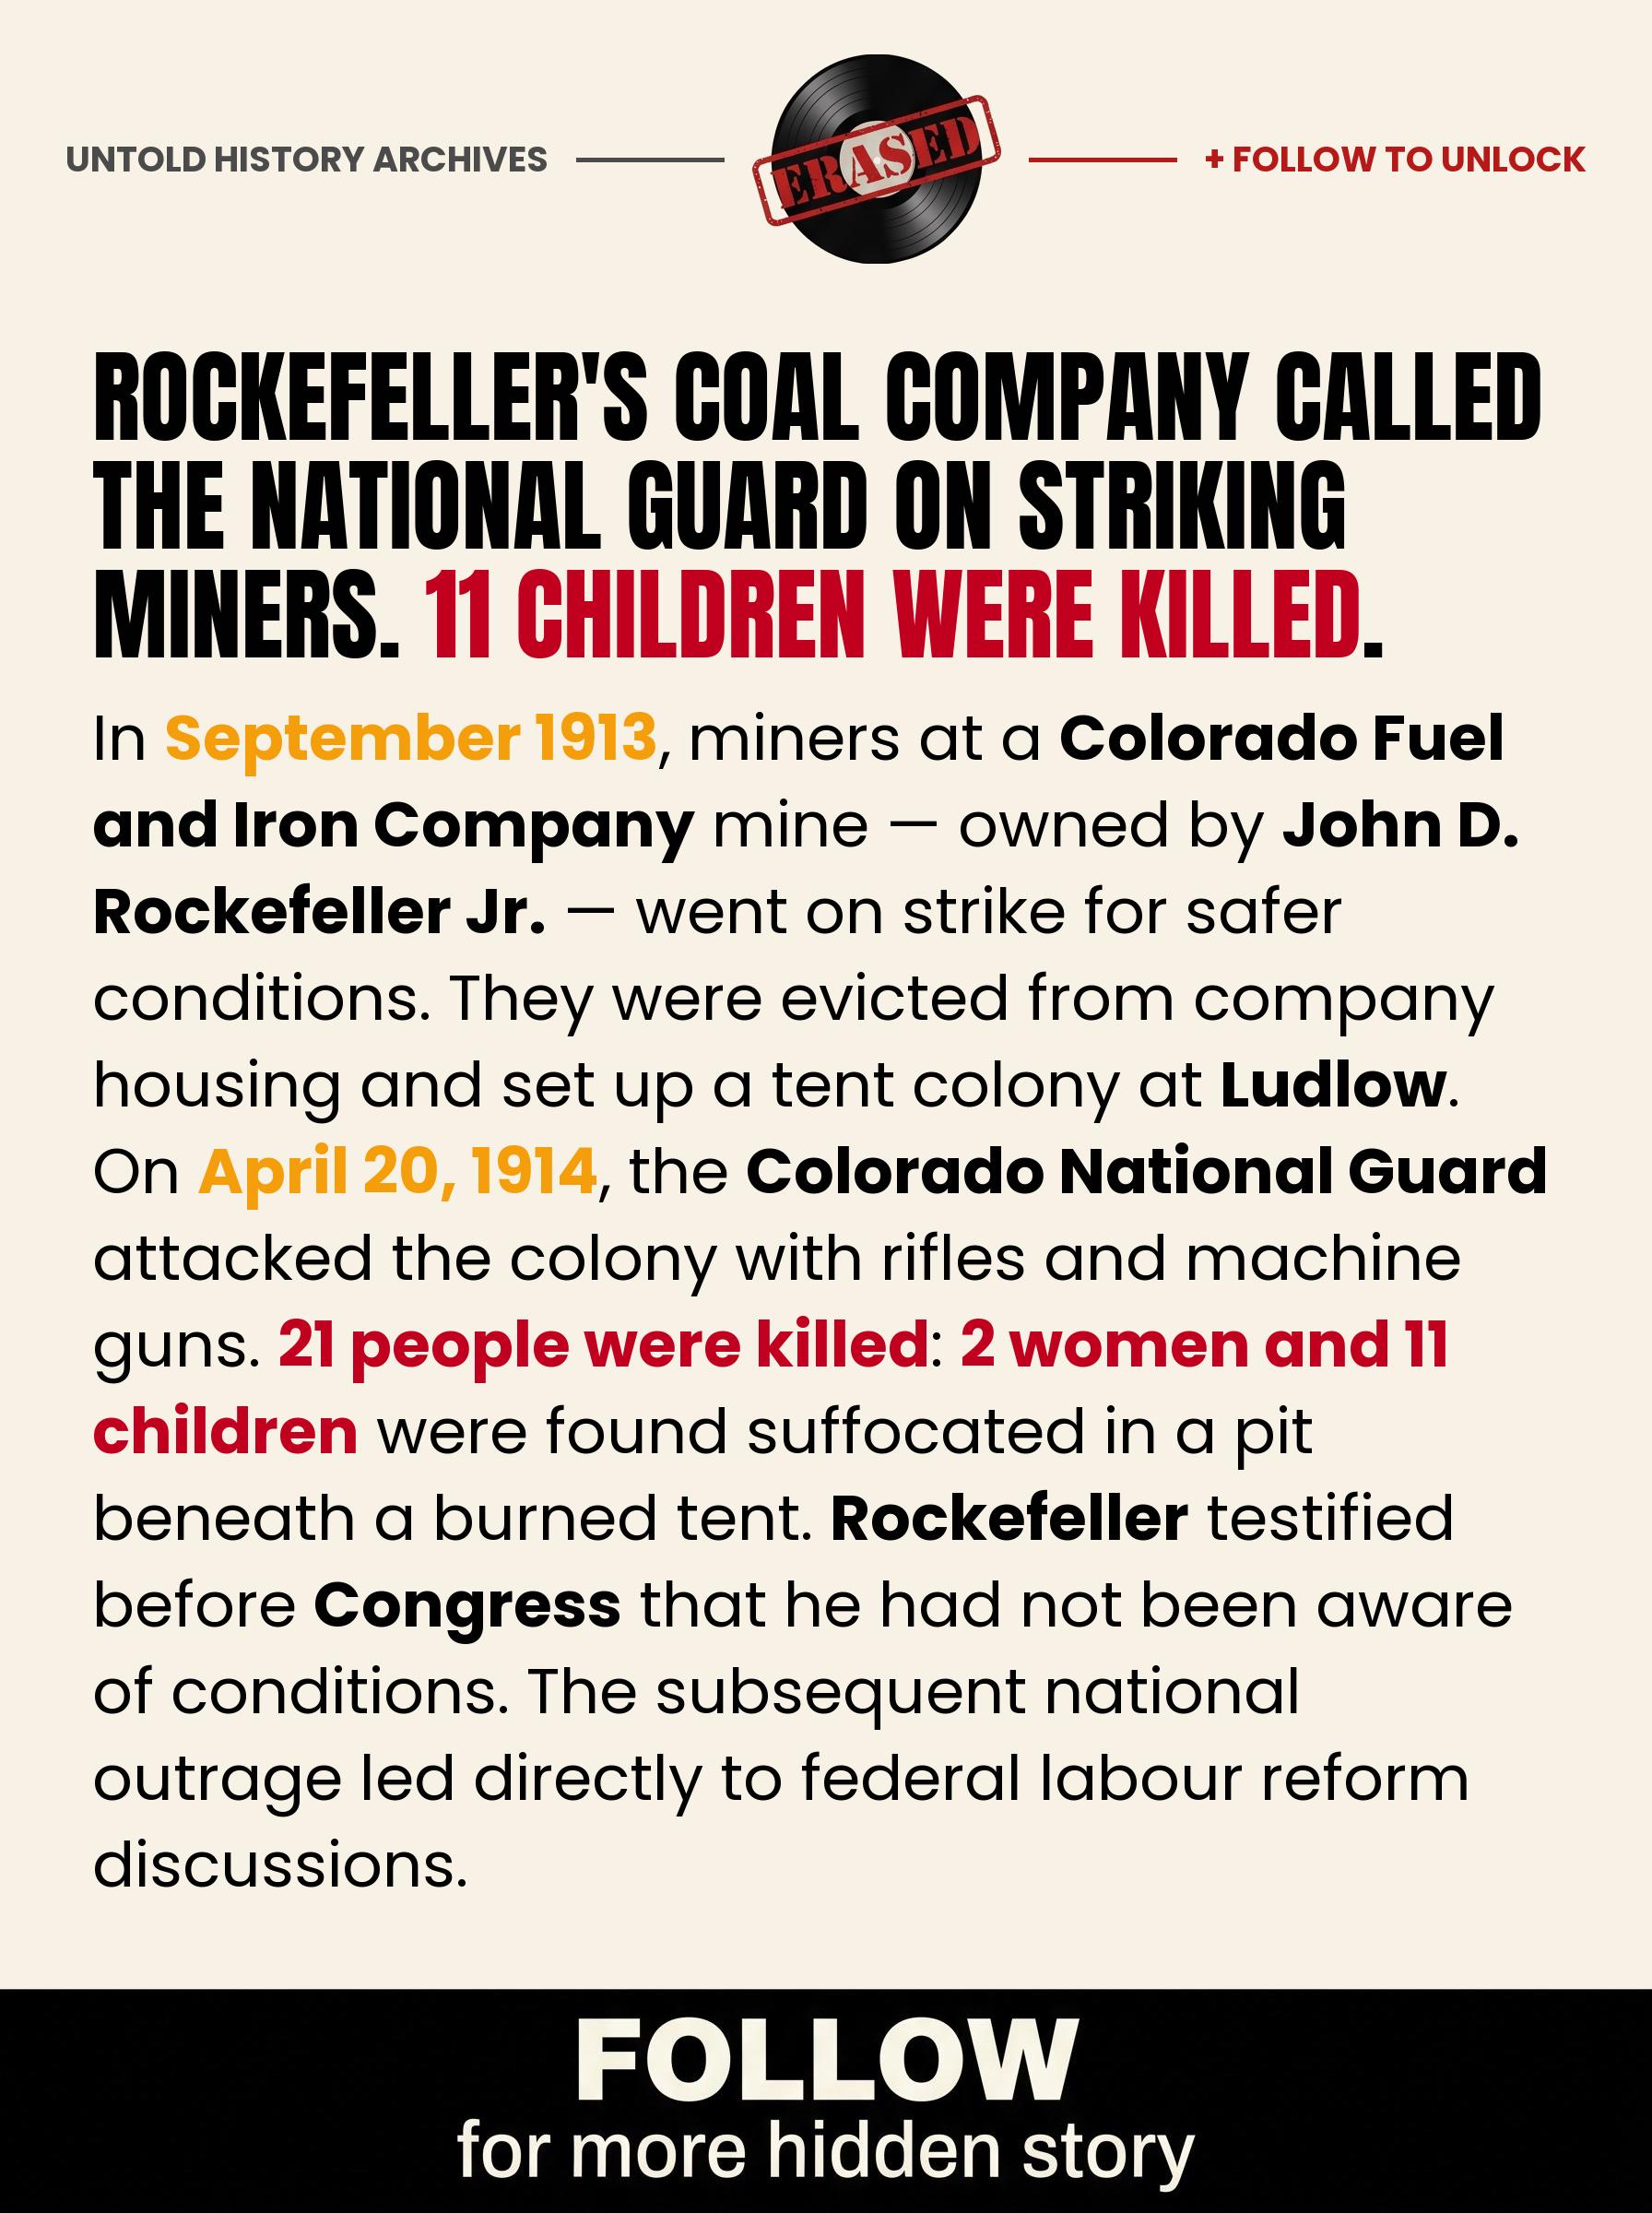 UNTOLD HISTORY ARCHIVES
ERASED
+ FOLLOW TO UNLOCK
ROCKEFELLER'S COAL COMPANY CALLED
THE NATIONAL GUARD ON STRIKING
MINERS. 11 CHILDREN WERE KILLED.
In September 1913, miners at a Colorado Fuel
and Iron Company mine — owned by John D.
Rockefeller Jr. — went on strike for safer
conditions. They were evicted from company
housing and set up a tent colony at Ludlow.
On April 20, 1914, the Colorado National Guard
attacked the colony with rifles and machine
guns. 21 people were killed: 2 women and 11
children were found suffocated in a pit
beneath a burned tent. Rockefeller testified
before Congress that he had not been aware
of conditions. The subsequent national
outrage led directly to federal labour reform
discussions.
FOLLOW
for more hidden story